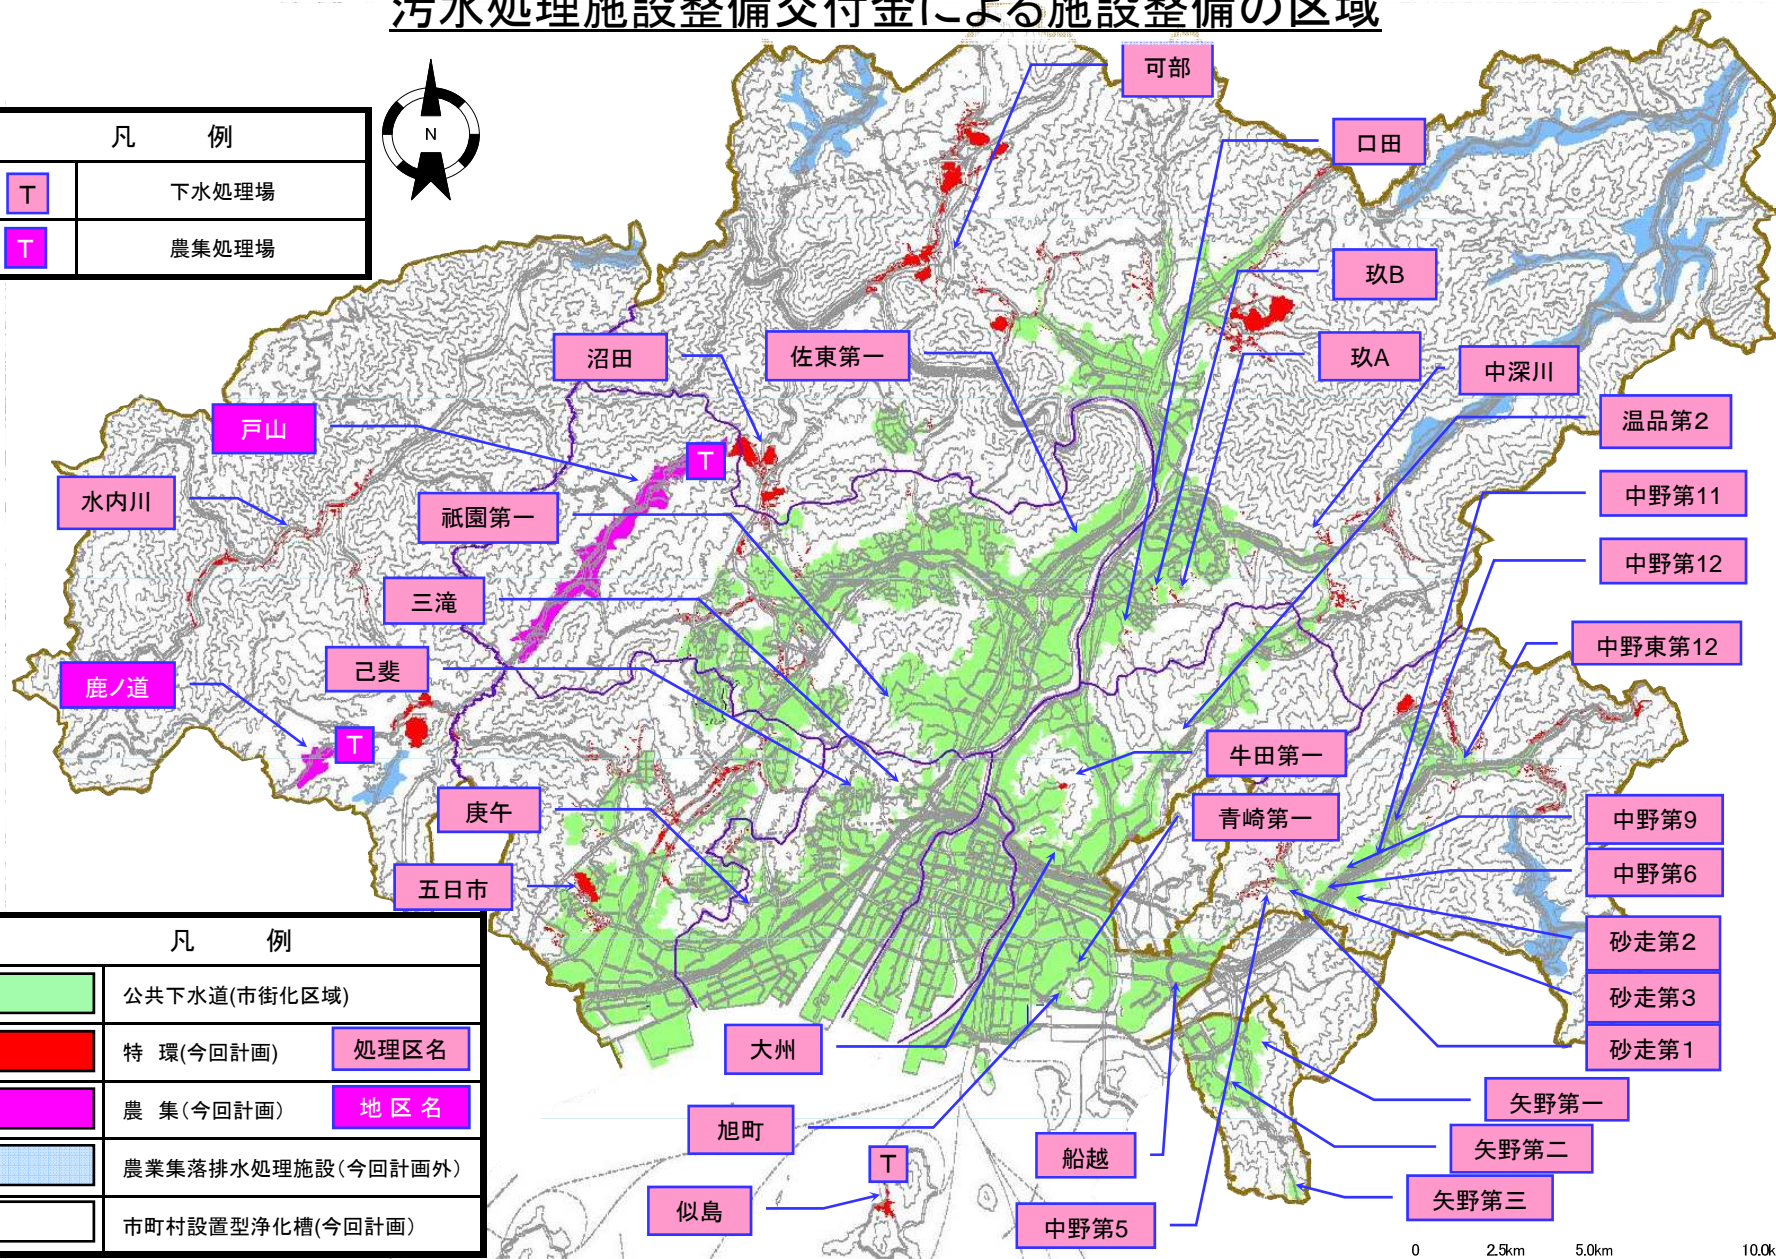 汚水処理施設整備交付金による施設整備の区域
凡 例
T 下水処理場
T 農集処理場
N
可部
口田
玖B
玖A
中深川
温品第2
中野第11
中野第12
中野東第12
沼田
佐東第一
戸山
T
水内川
祇園第一
三滝
己斐
鹿ノ道
T
庚午
五日市
牛田第一
青崎第一
中野第9
中野第6
砂走第2
砂走第3
砂走第1
矢野第一
矢野第二
矢野第三
大州
旭町
船越
中野第5
T
似島
凡 例
公共下水道(市街化区域)
特 環(今回計画) 処理区名
農 集(今回計画) 地区名
農業集落排水処理施設(今回計画外)
市町村設置型浄化槽(今回計画)
0 2.5km 5.0km 10.0k